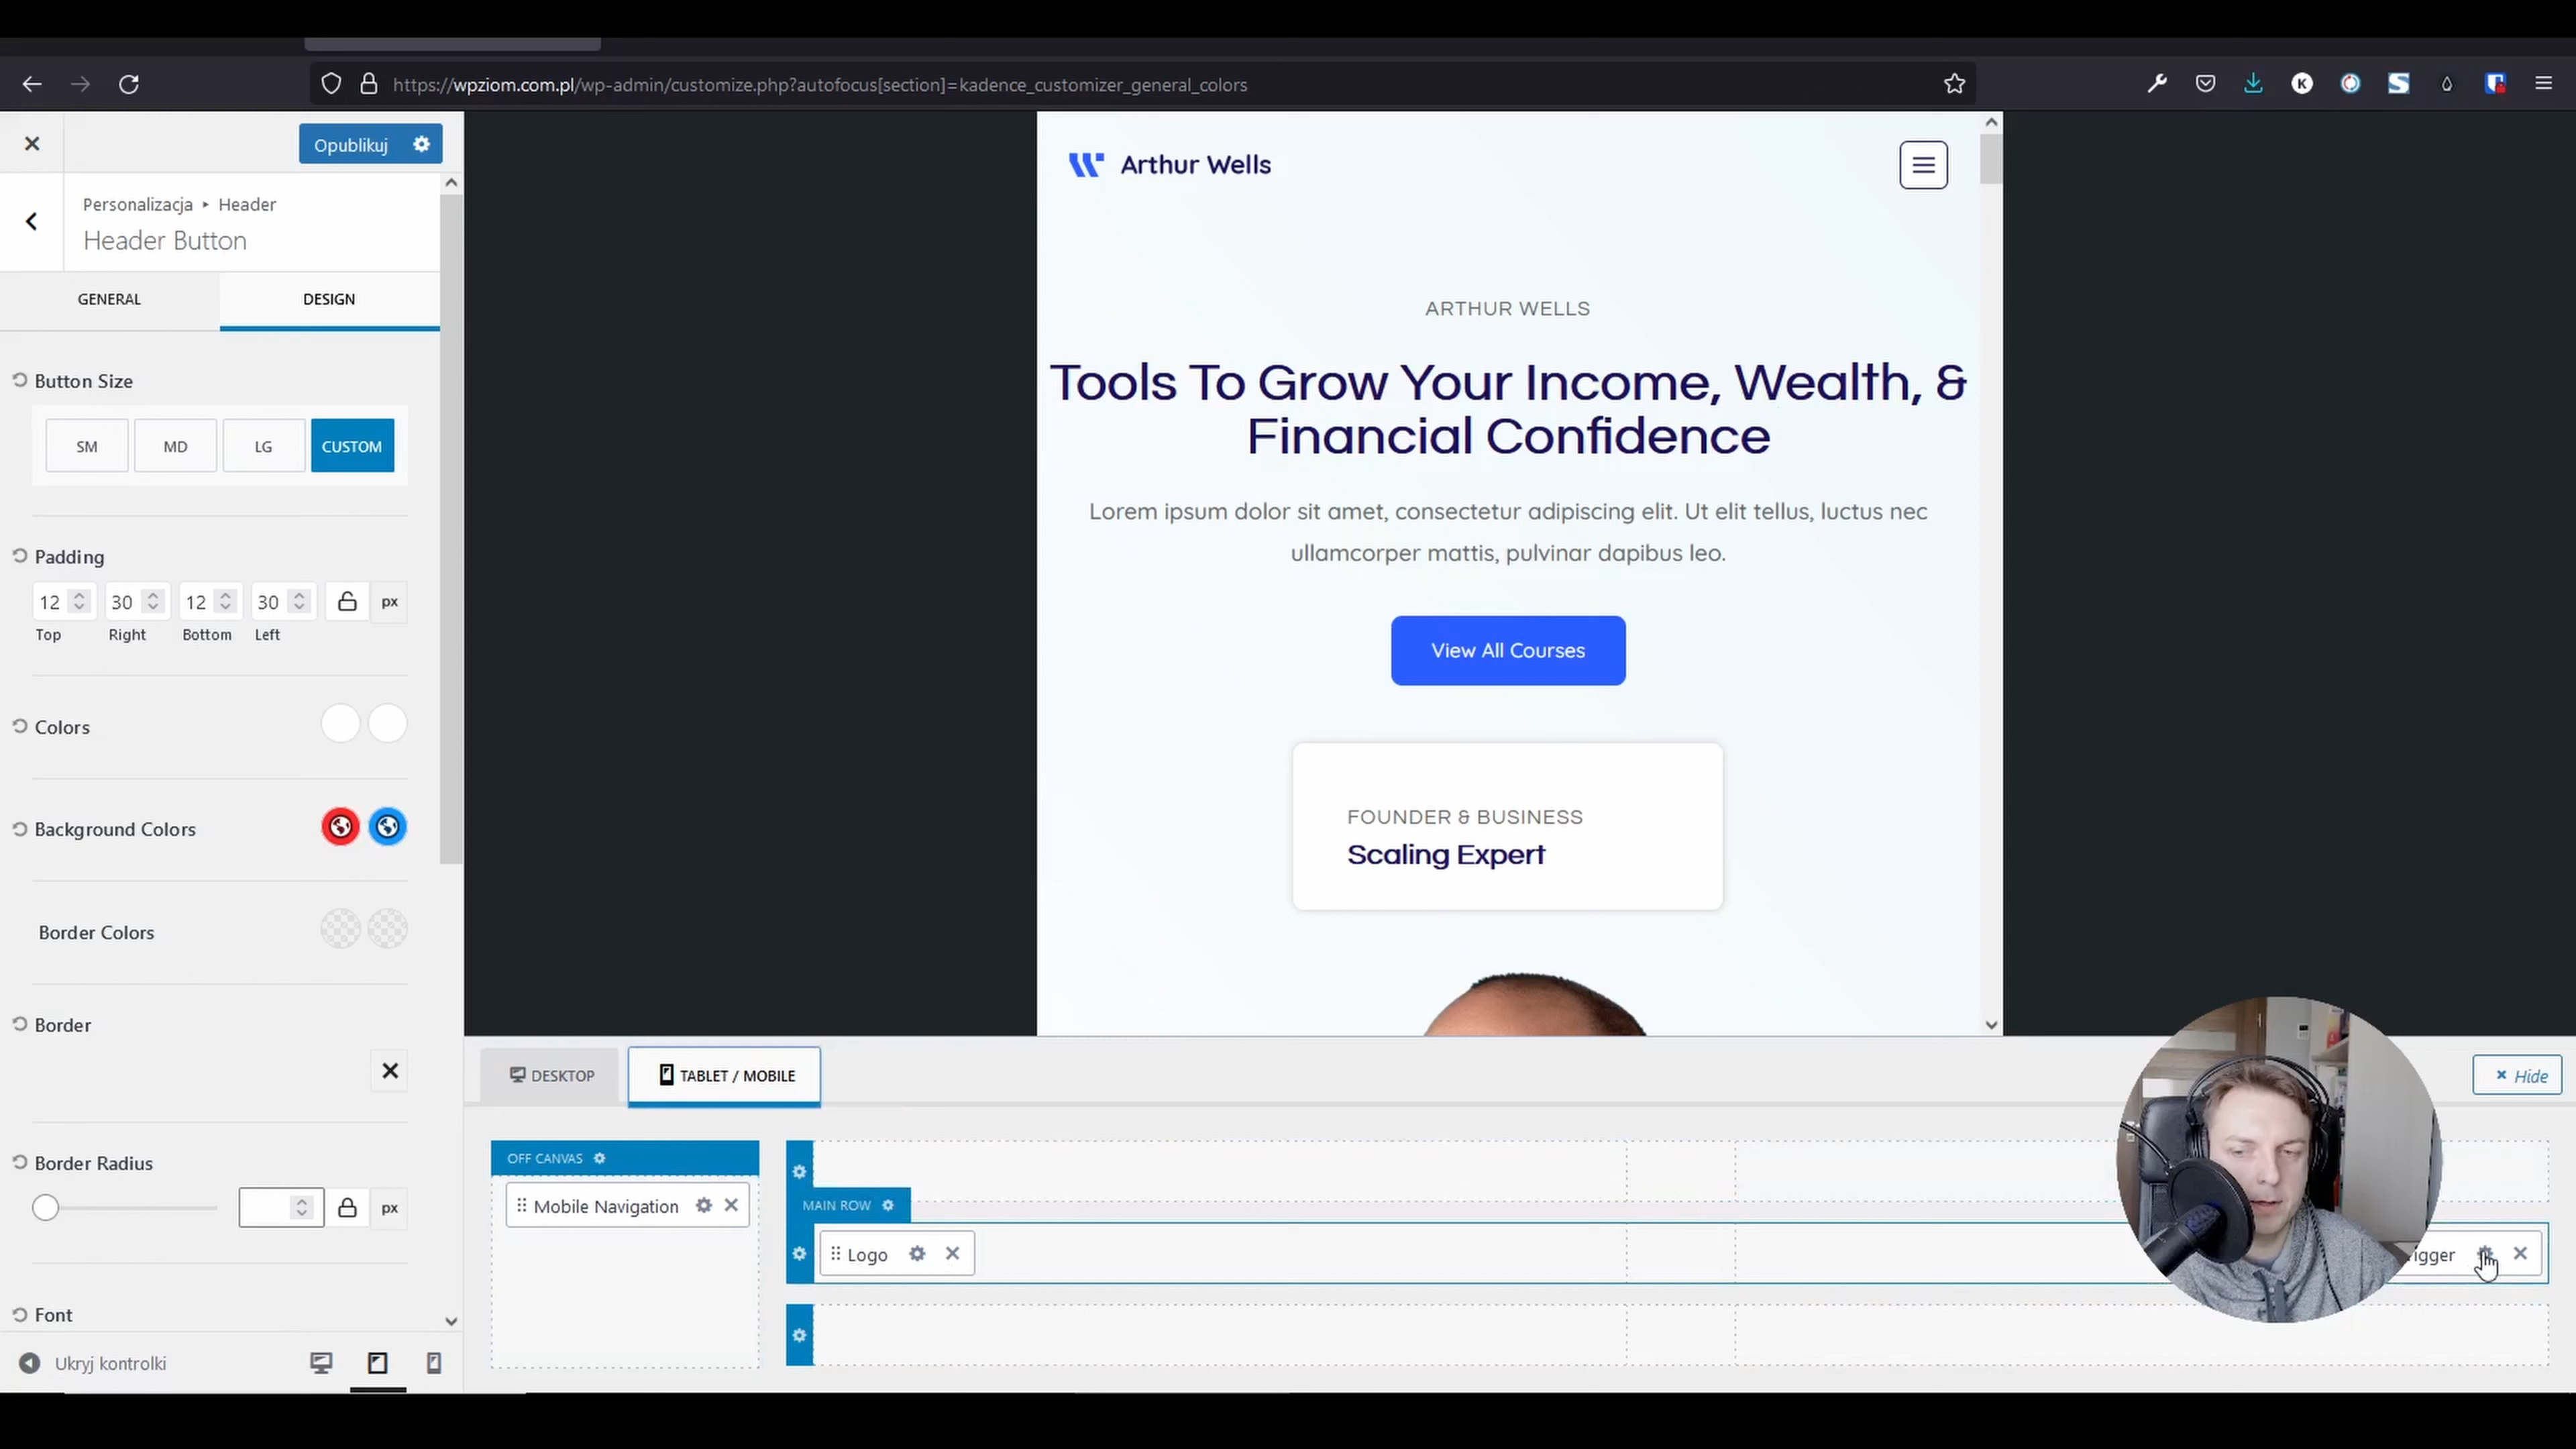 https://wpziom.com.pl/wp-admin/customize.php?autofocus[section]=kadence_customizer_general_colors
Opublikuj
Personalizacja ▸ Header
Header Button
GENERAL
DESIGN
Button Size
SM
MD
LG
CUSTOM
Padding
12
30
12
30
px
Top
Right
Bottom
Left
Colors
Background Colors
Border Colors
Border
Border Radius
px
Font
Ukryj kontrolki
Arthur Wells
ARTHUR WELLS
Tools To Grow Your Income, Wealth, &
Financial Confidence
Lorem ipsum dolor sit amet, consectetur adipiscing elit. Ut elit tellus, luctus nec
ullamcorper mattis, pulvinar dapibus leo.
View All Courses
FOUNDER & BUSINESS
Scaling Expert
DESKTOP
TABLET / MOBILE
Hide
OFF CANVAS
Mobile Navigation
MAIN ROW
Logo